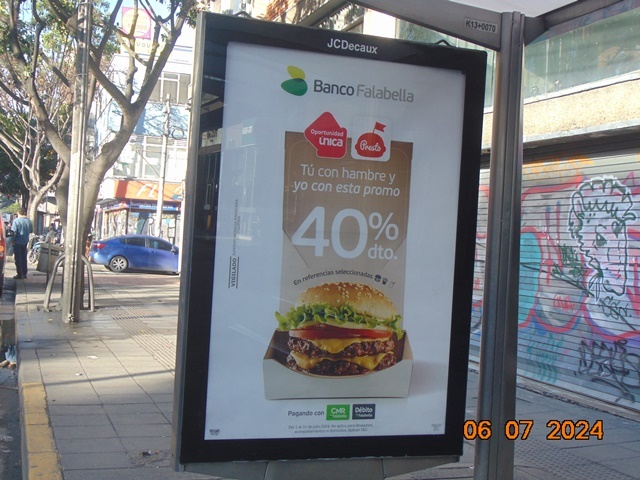 K13+0070
JCDecaux
Banco Falabella
Oportunidad
única
Presto
Tú con hambre y
yo con esta promo
40%
dto.
En referencias seleccionadas
VIGILADO
Pagando con CMR Débito
06 07 2024